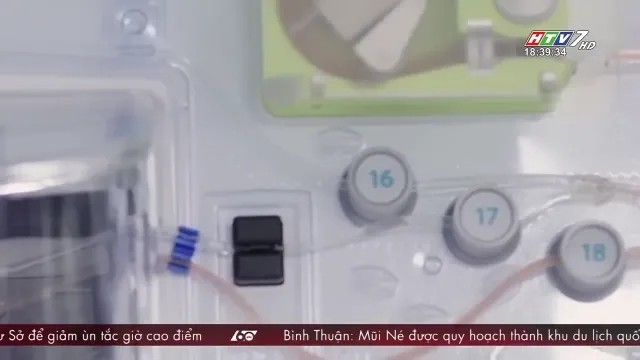 HTV7 HD
18:39:34
16
17
18
Sở để giảm ùn tắc giờ cao điểm
Bình Thuận: Mũi Né được quy hoạch thành khu du lịch